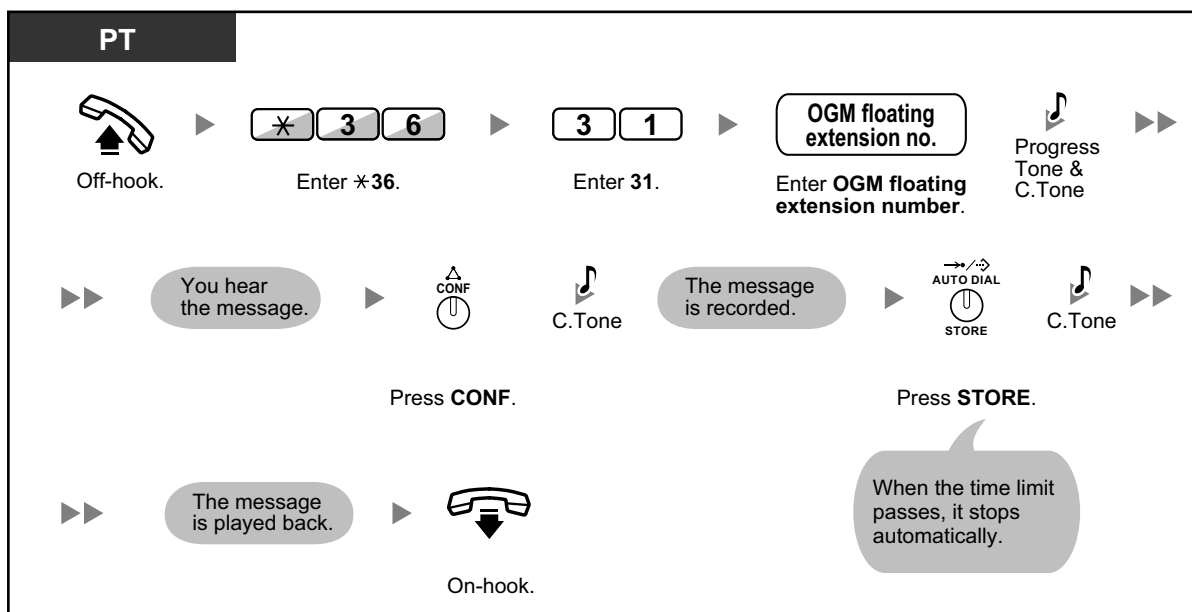 PT
✳ 3 6
3 1
OGM floating
extension no.
Off-hook.
Enter ✳36.
Enter 31.
Enter OGM floating
extension number.
Progress
Tone &
C.Tone
You hear
the message.
CONF
C.Tone
The message
is recorded.
AUTO DIAL
STORE
C.Tone
Press CONF.
Press STORE.
When the time limit
passes, it stops
automatically.
The message
is played back.
On-hook.